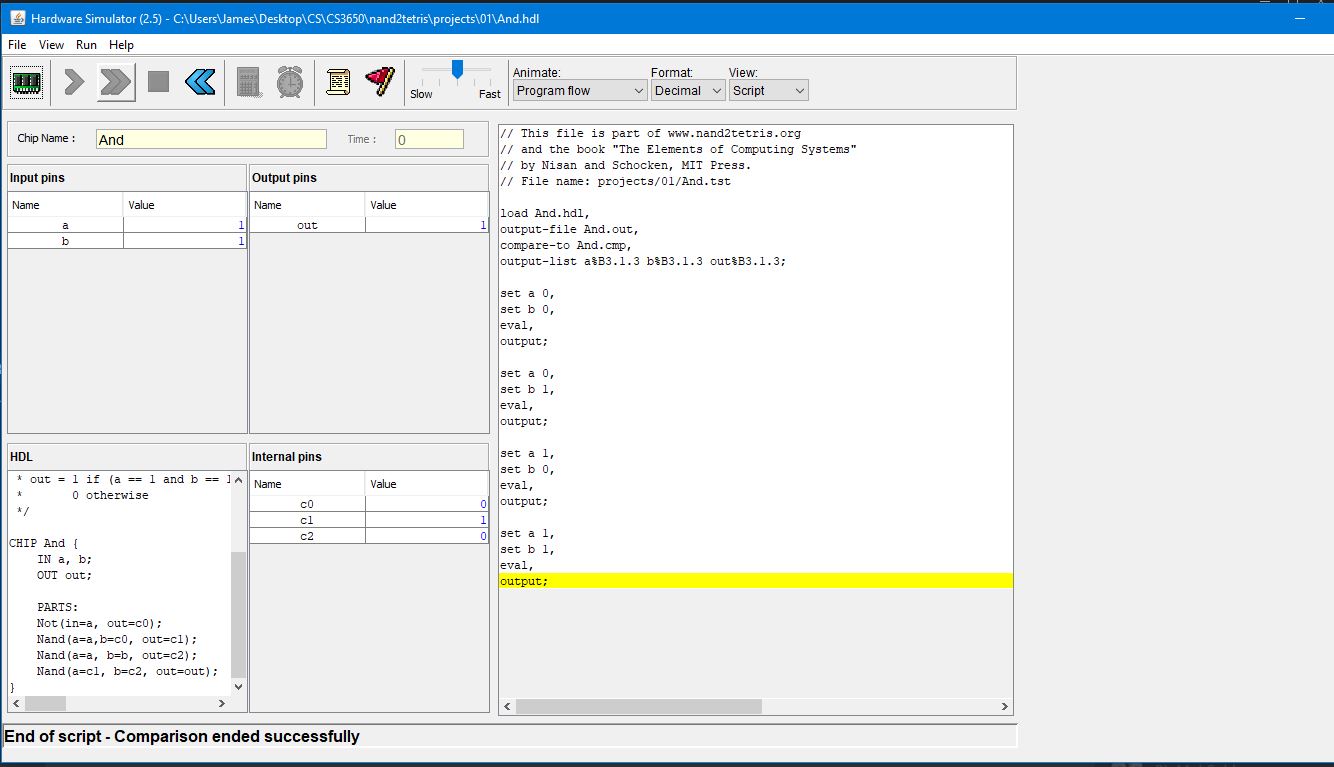 Hardware Simulator (2.5) - C:\Users\James\Desktop\CS\CS3650\nand2tetris\projects\01\And.hdl
File View Run Help
Slow Fast
Animate: Format: View:
Program flow Decimal Script
Chip Name : And Time : 0
Input pins
Name Value
a 1
b 1
Output pins
Name Value
out 1
HDL
* out = 1 if (a == 1 and b == 1
* 0 otherwise
*/
CHIP And {
IN a, b;
OUT out;
PARTS:
Not(in=a, out=c0);
Nand(a=a,b=c0, out=c1);
Nand(a=a, b=b, out=c2);
Nand(a=c1, b=c2, out=out);
}
Internal pins
Name Value
c0 0
c1 1
c2 0
// This file is part of www.nand2tetris.org
// and the book "The Elements of Computing Systems"
// by Nisan and Schocken, MIT Press.
// File name: projects/01/And.tst
load And.hdl,
output-file And.out,
compare-to And.cmp,
output-list a%B3.1.3 b%B3.1.3 out%B3.1.3;
set a 0,
set b 0,
eval,
output;
set a 0,
set b 1,
eval,
output;
set a 1,
set b 0,
eval,
output;
set a 1,
set b 1,
eval,
output;
End of script - Comparison ended successfully